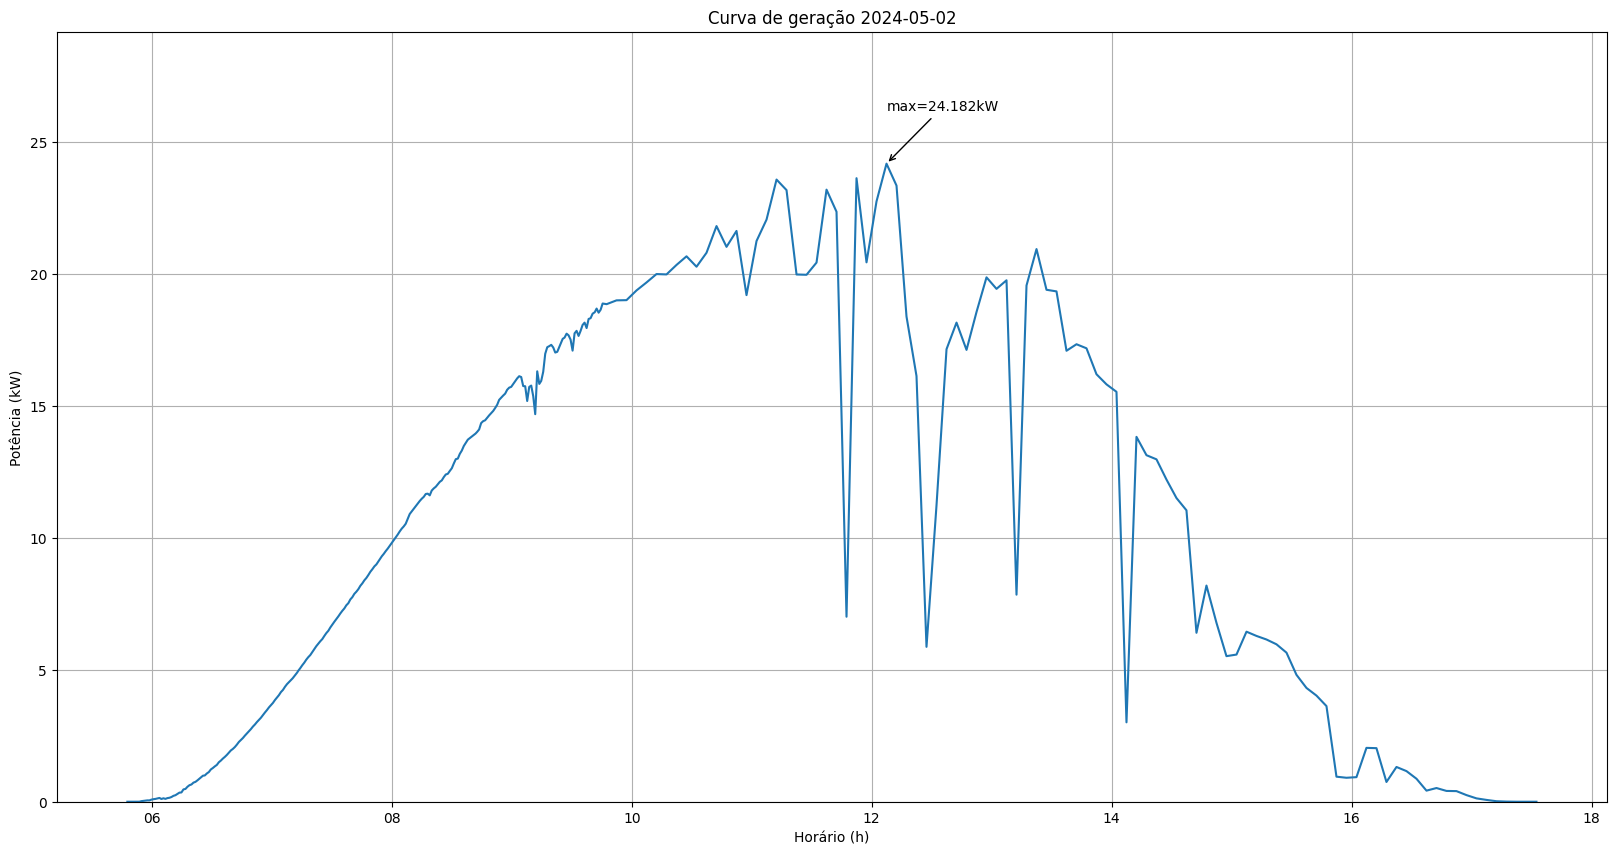 Curva de geração 2024-05-02
max=24.182kW
25
20
15
10
5
0
Potência (kW)
06 08 10 12 14 16 18
Horário (h)